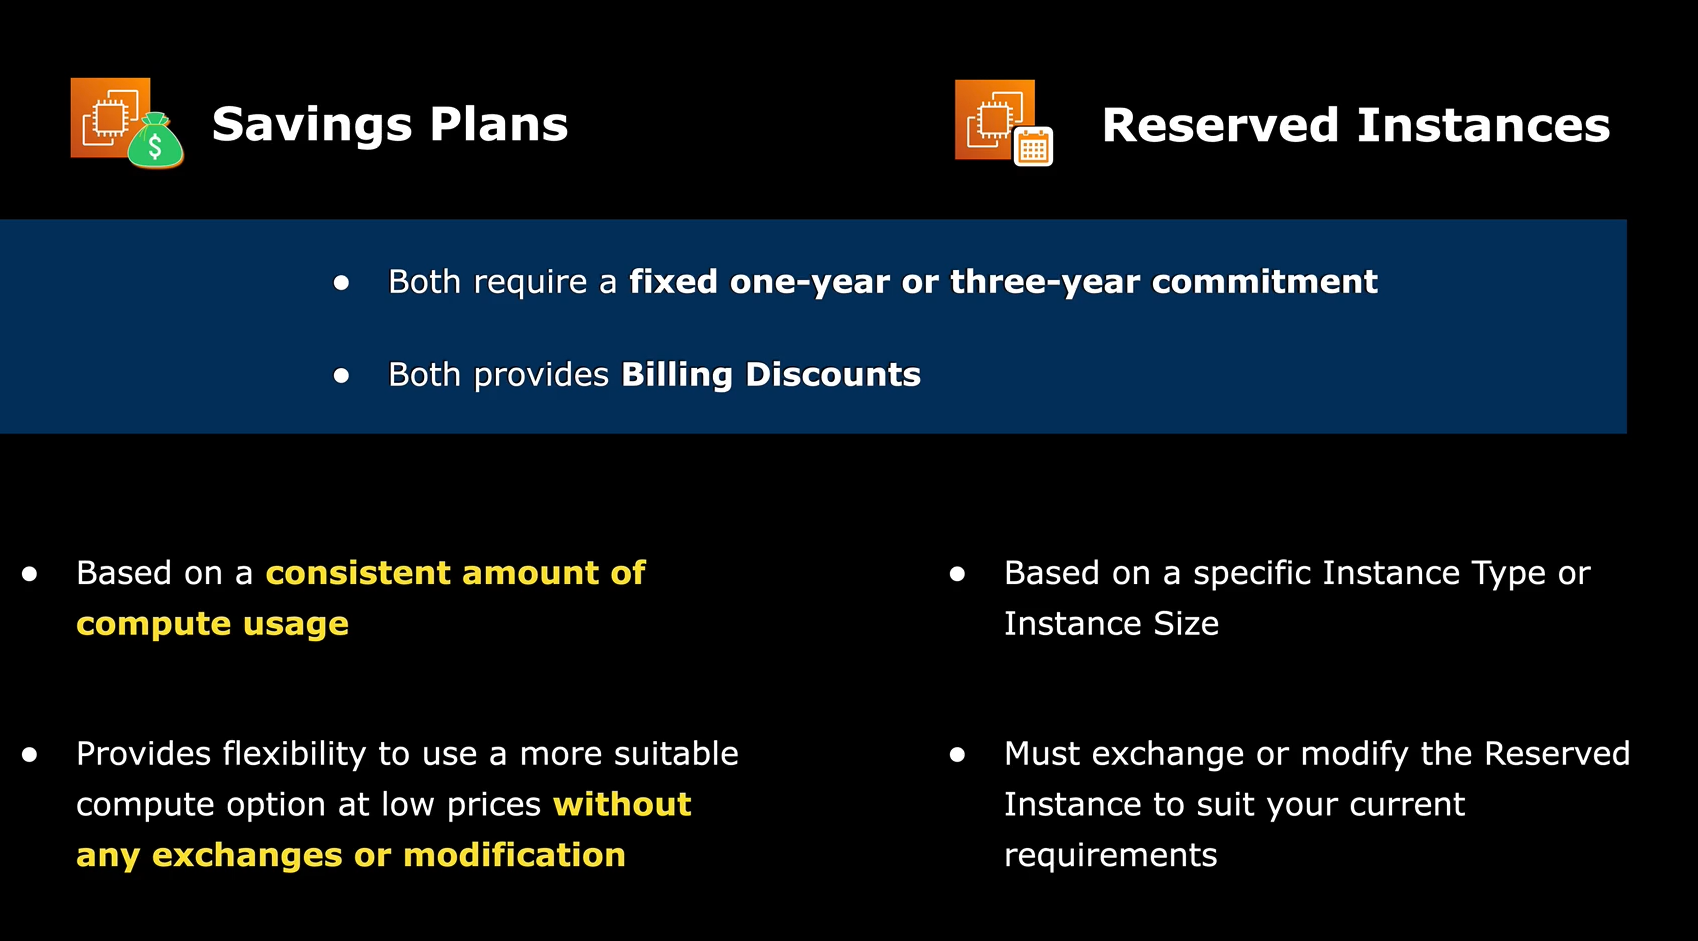 Savings Plans
Reserved Instances
● Both require a fixed one-year or three-year commitment
● Both provides Billing Discounts
● Based on a consistent amount of
compute usage
● Provides flexibility to use a more suitable
compute option at low prices without
any exchanges or modification
● Based on a specific Instance Type or
Instance Size
● Must exchange or modify the Reserved
Instance to suit your current
requirements